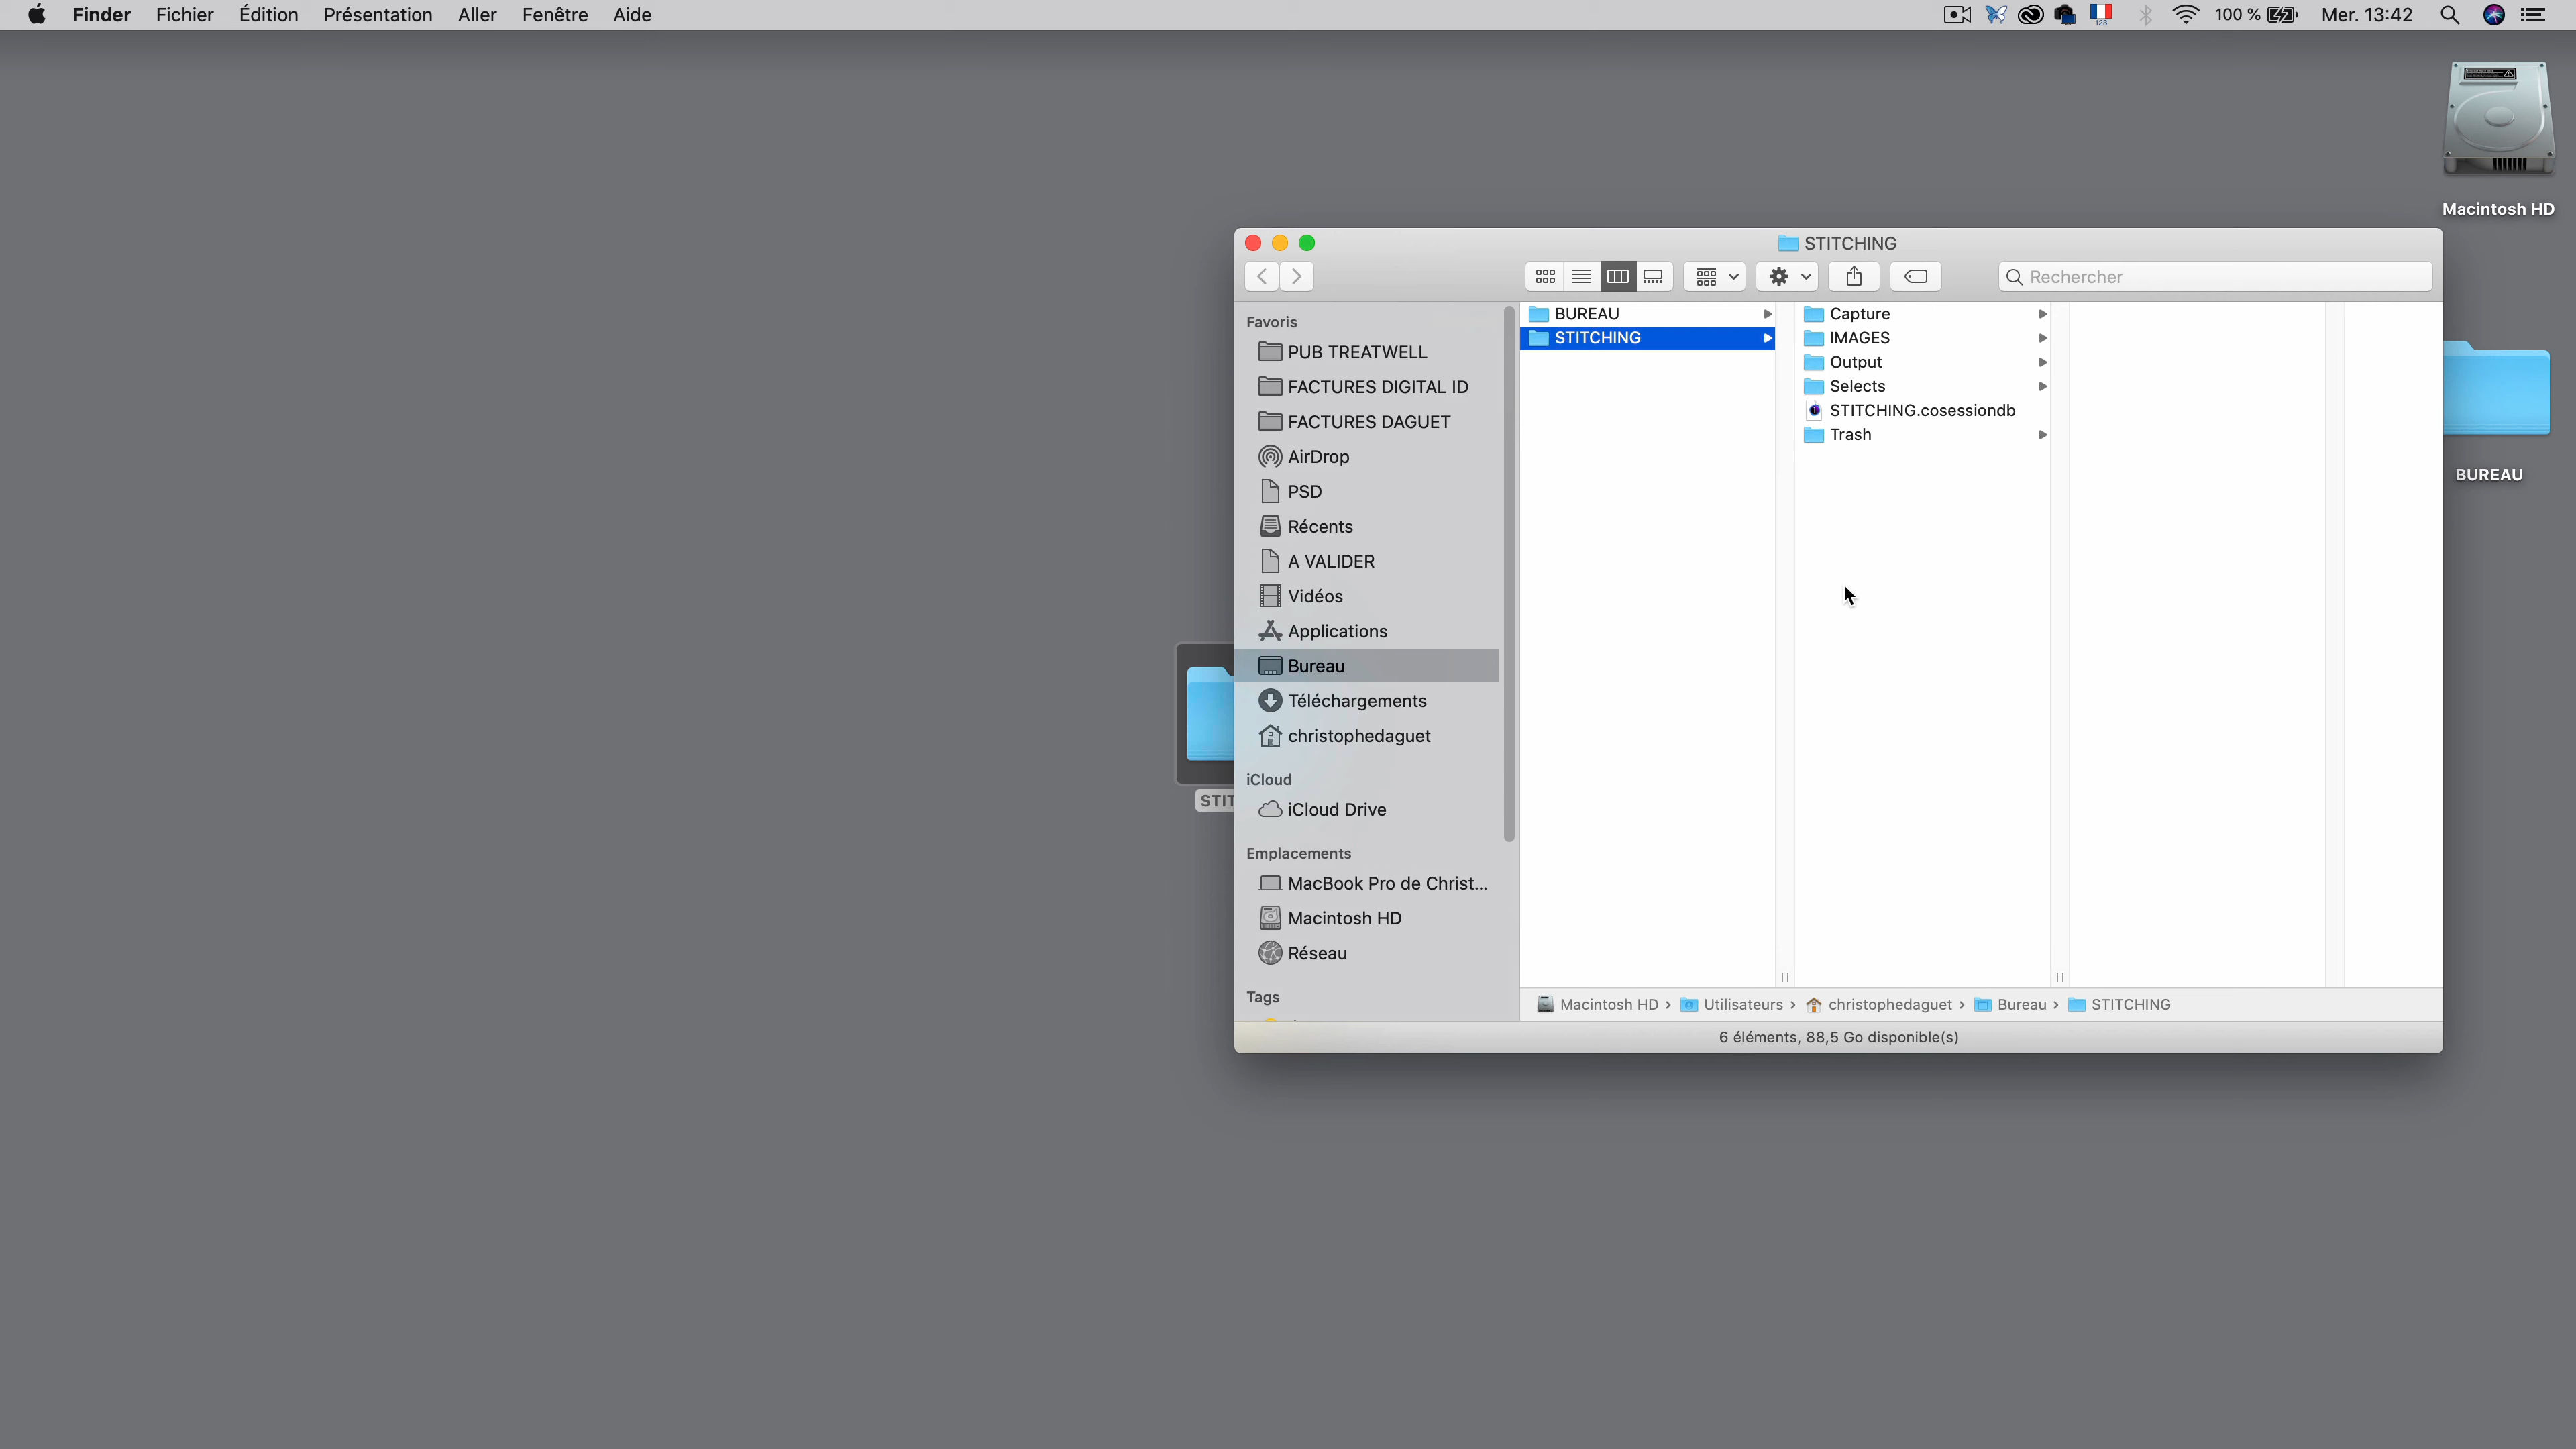 Finder Fichier Édition Présentation Aller Fenêtre Aide
123 100 % Mer. 13:42
Macintosh HD
BUREAU
STITCHING
Rechercher
Favoris
PUB TREATWELL
FACTURES DIGITAL ID
FACTURES DAGUET
AirDrop
PSD
Récents
A VALIDER
Vidéos
Applications
Bureau
Téléchargements
christophedaguet
iCloud
iCloud Drive
Emplacements
MacBook Pro de Christ...
Macintosh HD
Réseau
Tags
BUREAU
STITCHING
Capture
IMAGES
Output
Selects
STITCHING.cosessiondb
Trash
STIT
Macintosh HD › Utilisateurs › christophedaguet › Bureau › STITCHING
6 éléments, 88,5 Go disponible(s)